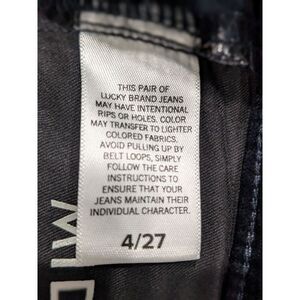 THIS PAIR OF
LUCKY BRAND JEANS
MAY HAVE INTENTIONAL
RIPS OR HOLES. COLOR
MAY TRANSFER TO LIGHTER
COLORED FABRICS.
AVOID PULLING UP BY
BELT LOOPS, SIMPLY
FOLLOW THE CARE
INSTRUCTIONS TO
ENSURE THAT YOUR
JEANS MAINTAIN THEIR
INDIVIDUAL CHARACTER.
4/27